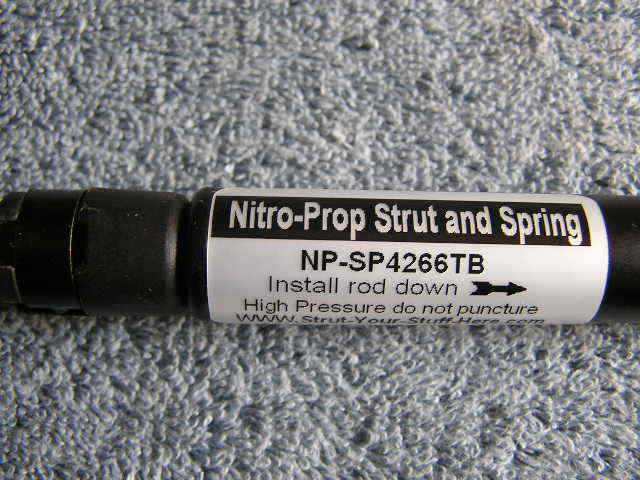 Nitro-Prop Strut and Spring
NP-SP4266TB
Install rod down
High Pressure do not puncture
WWW.Strut-Your-Stuff-Here.com